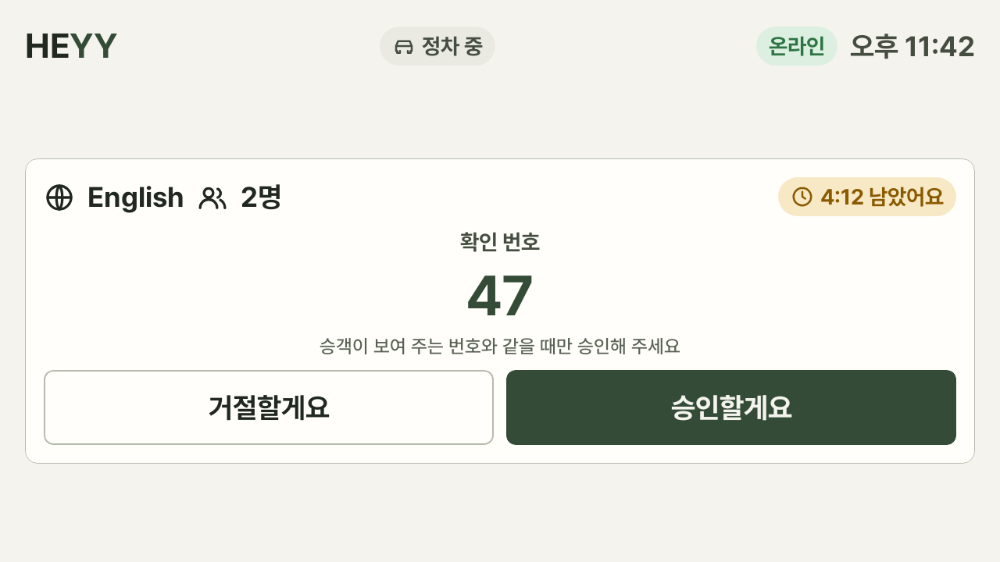 HEYY
정차 중
온라인 오후 11:42
English 2명
4:12 남았어요
확인 번호
47
승객이 보여 주는 번호와 같을 때만 승인해 주세요
거절할게요
승인할게요